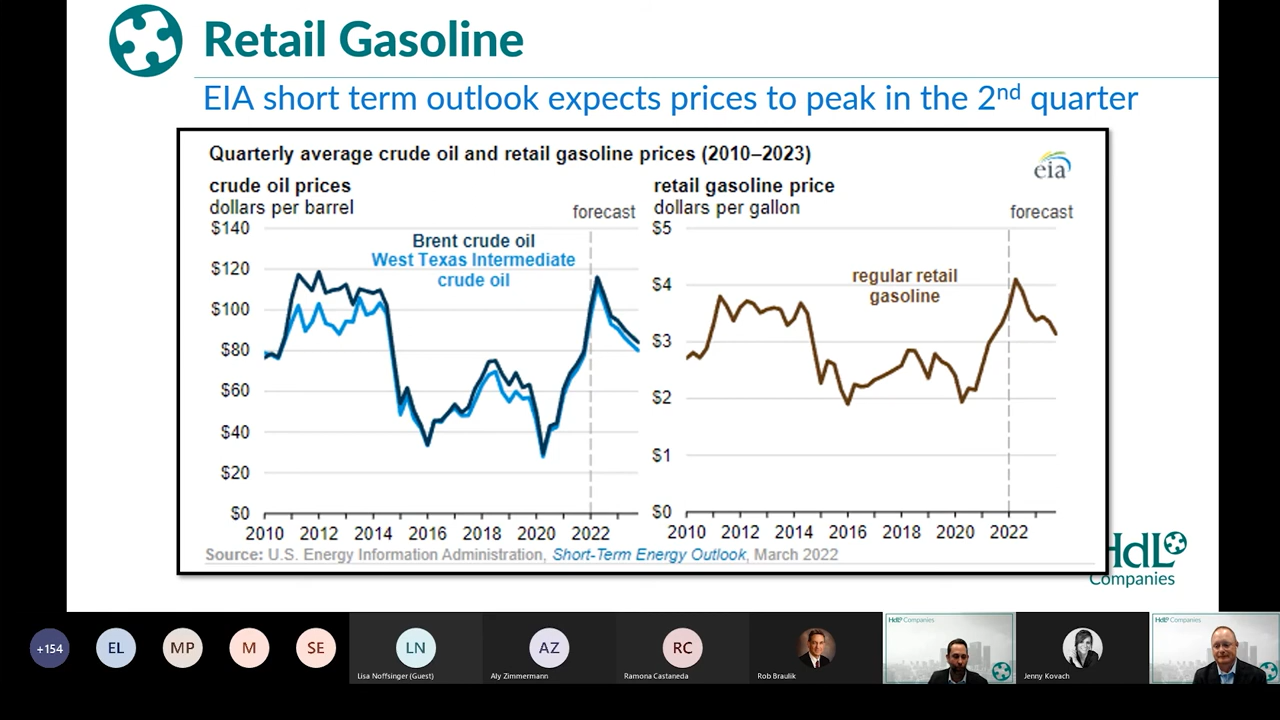 Retail Gasoline
EIA short term outlook expects prices to peak in the 2nd quarter
Quarterly average crude oil and retail gasoline prices (2010–2023)
eia
crude oil prices
dollars per barrel
forecast
$140
$120
$100
$80
$60
$40
$20
$0
Brent crude oil
West Texas Intermediate
crude oil
2010 2012 2014 2016 2018 2020 2022
retail gasoline price
dollars per gallon
forecast
$5
$4
$3
$2
$1
$0
regular retail
gasoline
2010 2012 2014 2016 2018 2020 2022
Source: U.S. Energy Information Administration, Short-Term Energy Outlook, March 2022
HdL
Companies
+154
EL
MP
M
SE
LN
Lisa Noffsinger (Guest)
AZ
Aly Zimmermann
RC
Ramona Castaneda
Rob Braulik
HdL Companies
Jenny Kovach
HdL Companies